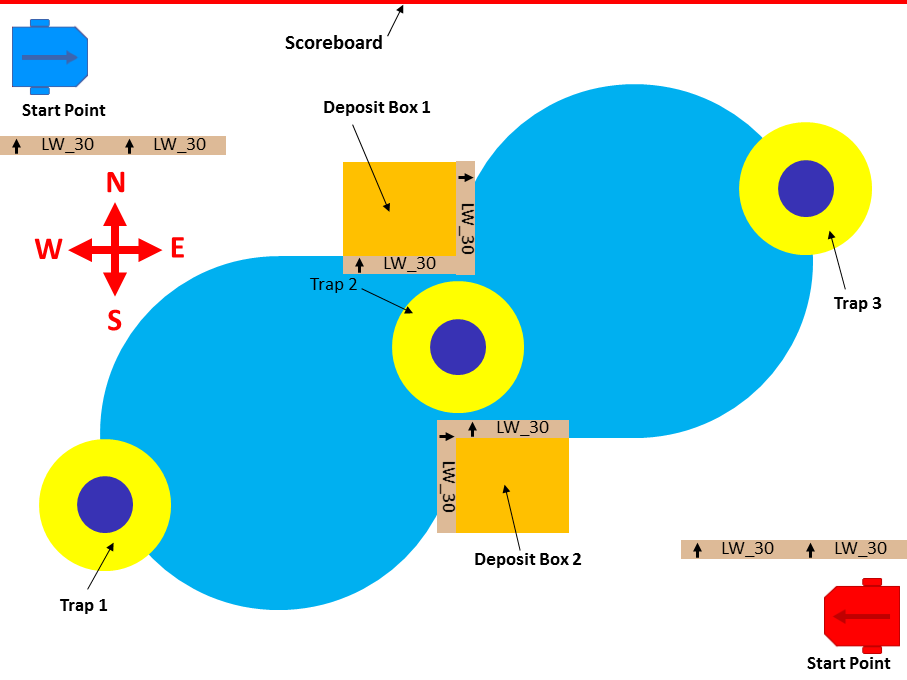 Scoreboard
Start Point
Deposit Box 1
LW_30
LW_30
N
W
E
S
LW_30
LW_30
Trap 2
Trap 3
LW_30
LW_30
Deposit Box 2
LW_30
LW_30
Trap 1
Start Point